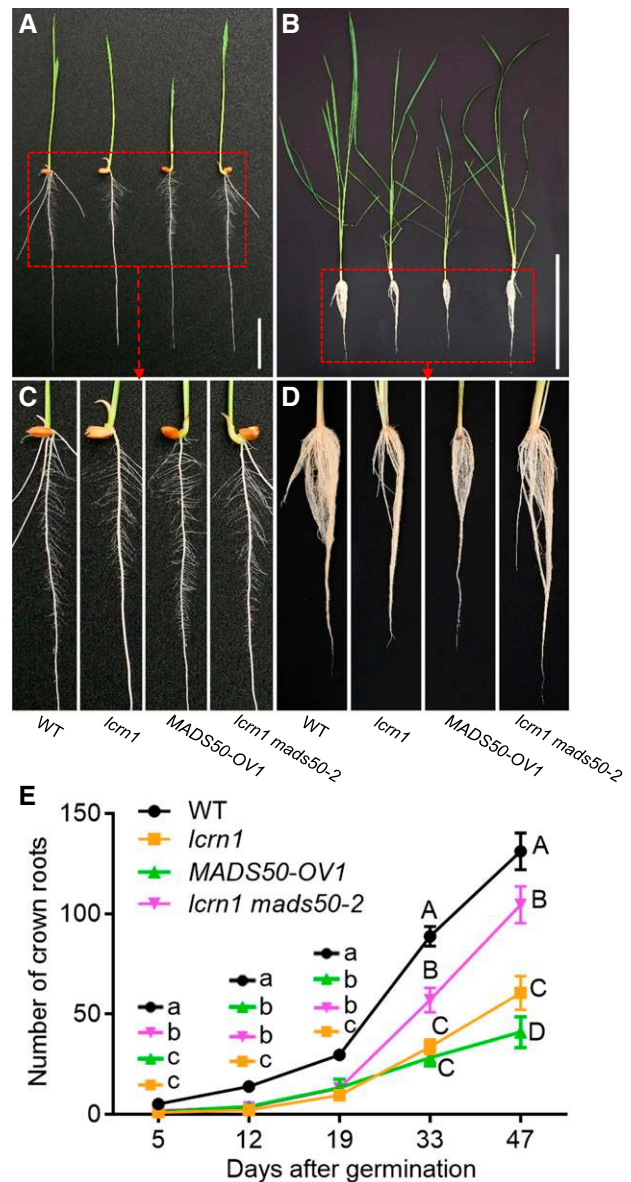 A
B
C
D
WT
lcrn1
MADS50-OV1
lcrn1 mads50-2
WT
lcrn1
MADS50-OV1
lcrn1 mads50-2
E
150
100
50
0
Number of crown roots
WT
lcrn1
MADS50-OV1
lcrn1 mads50-2
a
b
c
c
a
b
b
c
a
b
b
c
A
B
C
C
A
B
C
D
5 12 19 33 47
Days after germination